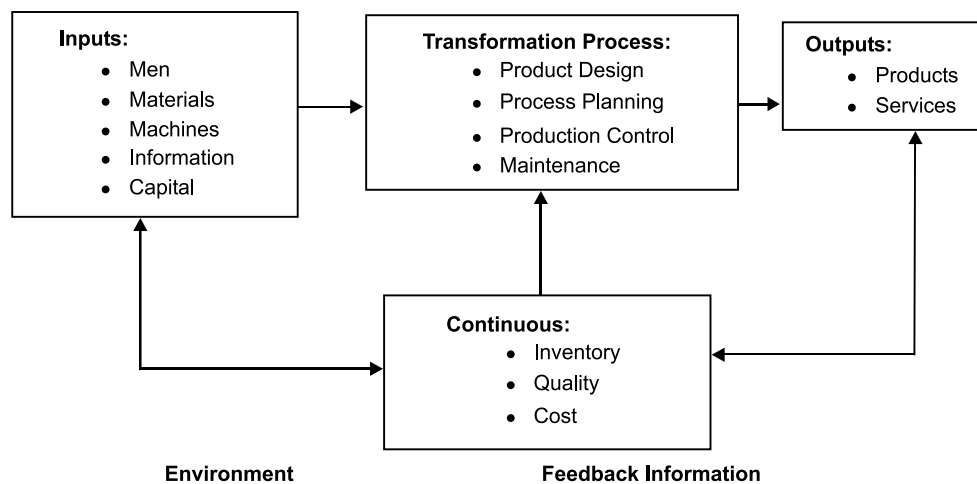 Inputs:
● Men
● Materials
● Machines
● Information
● Capital
Transformation Process:
● Product Design
● Process Planning
● Production Control
● Maintenance
Outputs:
● Products
● Services
Continuous:
● Inventory
● Quality
● Cost
Environment
Feedback Information